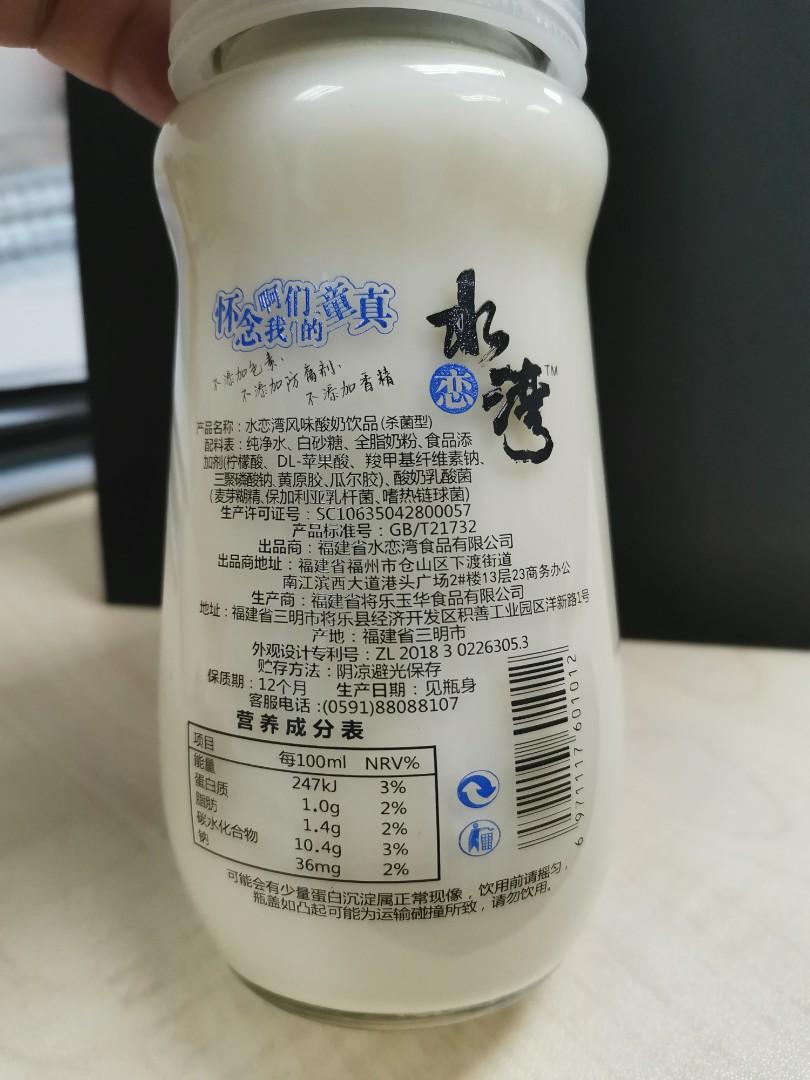 怀念啊我们的童真
水恋湾™
不添加色素、
不添加防腐剂、
不添加香精
产品名称：水恋湾风味酸奶饮品(杀菌型)
配料表：纯净水、白砂糖、全脂奶粉、食品添
加剂(柠檬酸、DL-苹果酸、羧甲基纤维素钠、
三聚磷酸钠、黄原胶、瓜尔胶)、酸奶乳酸菌
(麦芽糊精、保加利亚乳杆菌、嗜热链球菌)
生产许可证号：SC10635042800057
产品标准号：GB/T21732
出品商：福建省水恋湾食品有限公司
出品商地址：福建省福州市仓山区下渡街道
南江滨西大道港头广场2#楼13层23商务办公
生产商：福建省将乐玉华食品有限公司
地址：福建省三明市将乐县经济开发区积善工业园区洋新路1号
产地：福建省三明市
外观设计专利号：ZL 2018 3 0226305.3
贮存方法：阴凉避光保存
保质期：12个月 生产日期：见瓶身
客服电话：(0591)88088107
营养成分表
项目 每100ml NRV%
能量 247kJ 3%
蛋白质 1.0g 2%
脂肪 1.4g 2%
碳水化合物 10.4g 3%
钠 36mg 2%
6 971117 601012
可能会有少量蛋白沉淀属正常现像，饮用前请摇匀，
瓶盖如凸起可能为运输碰撞所致，请勿饮用。